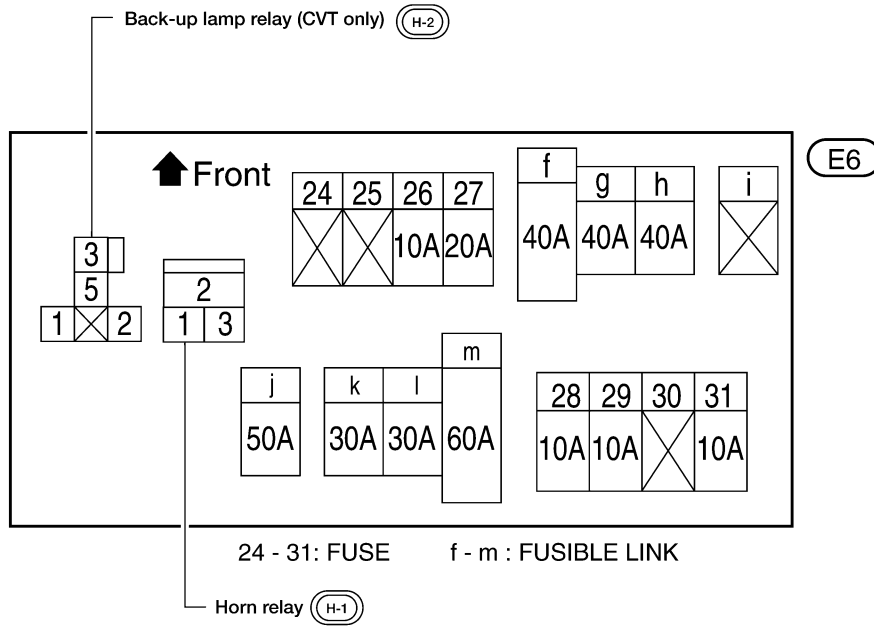 Back-up lamp relay (CVT only) H-2
E6
Front
f
g h i
24 25 26 27
10A 20A
40A 40A 40A
3
5
1 2
2
1 3
m
j k l
50A 30A 30A 60A
28 29 30 31
10A 10A 10A
24 - 31: FUSE f - m : FUSIBLE LINK
Horn relay H-1